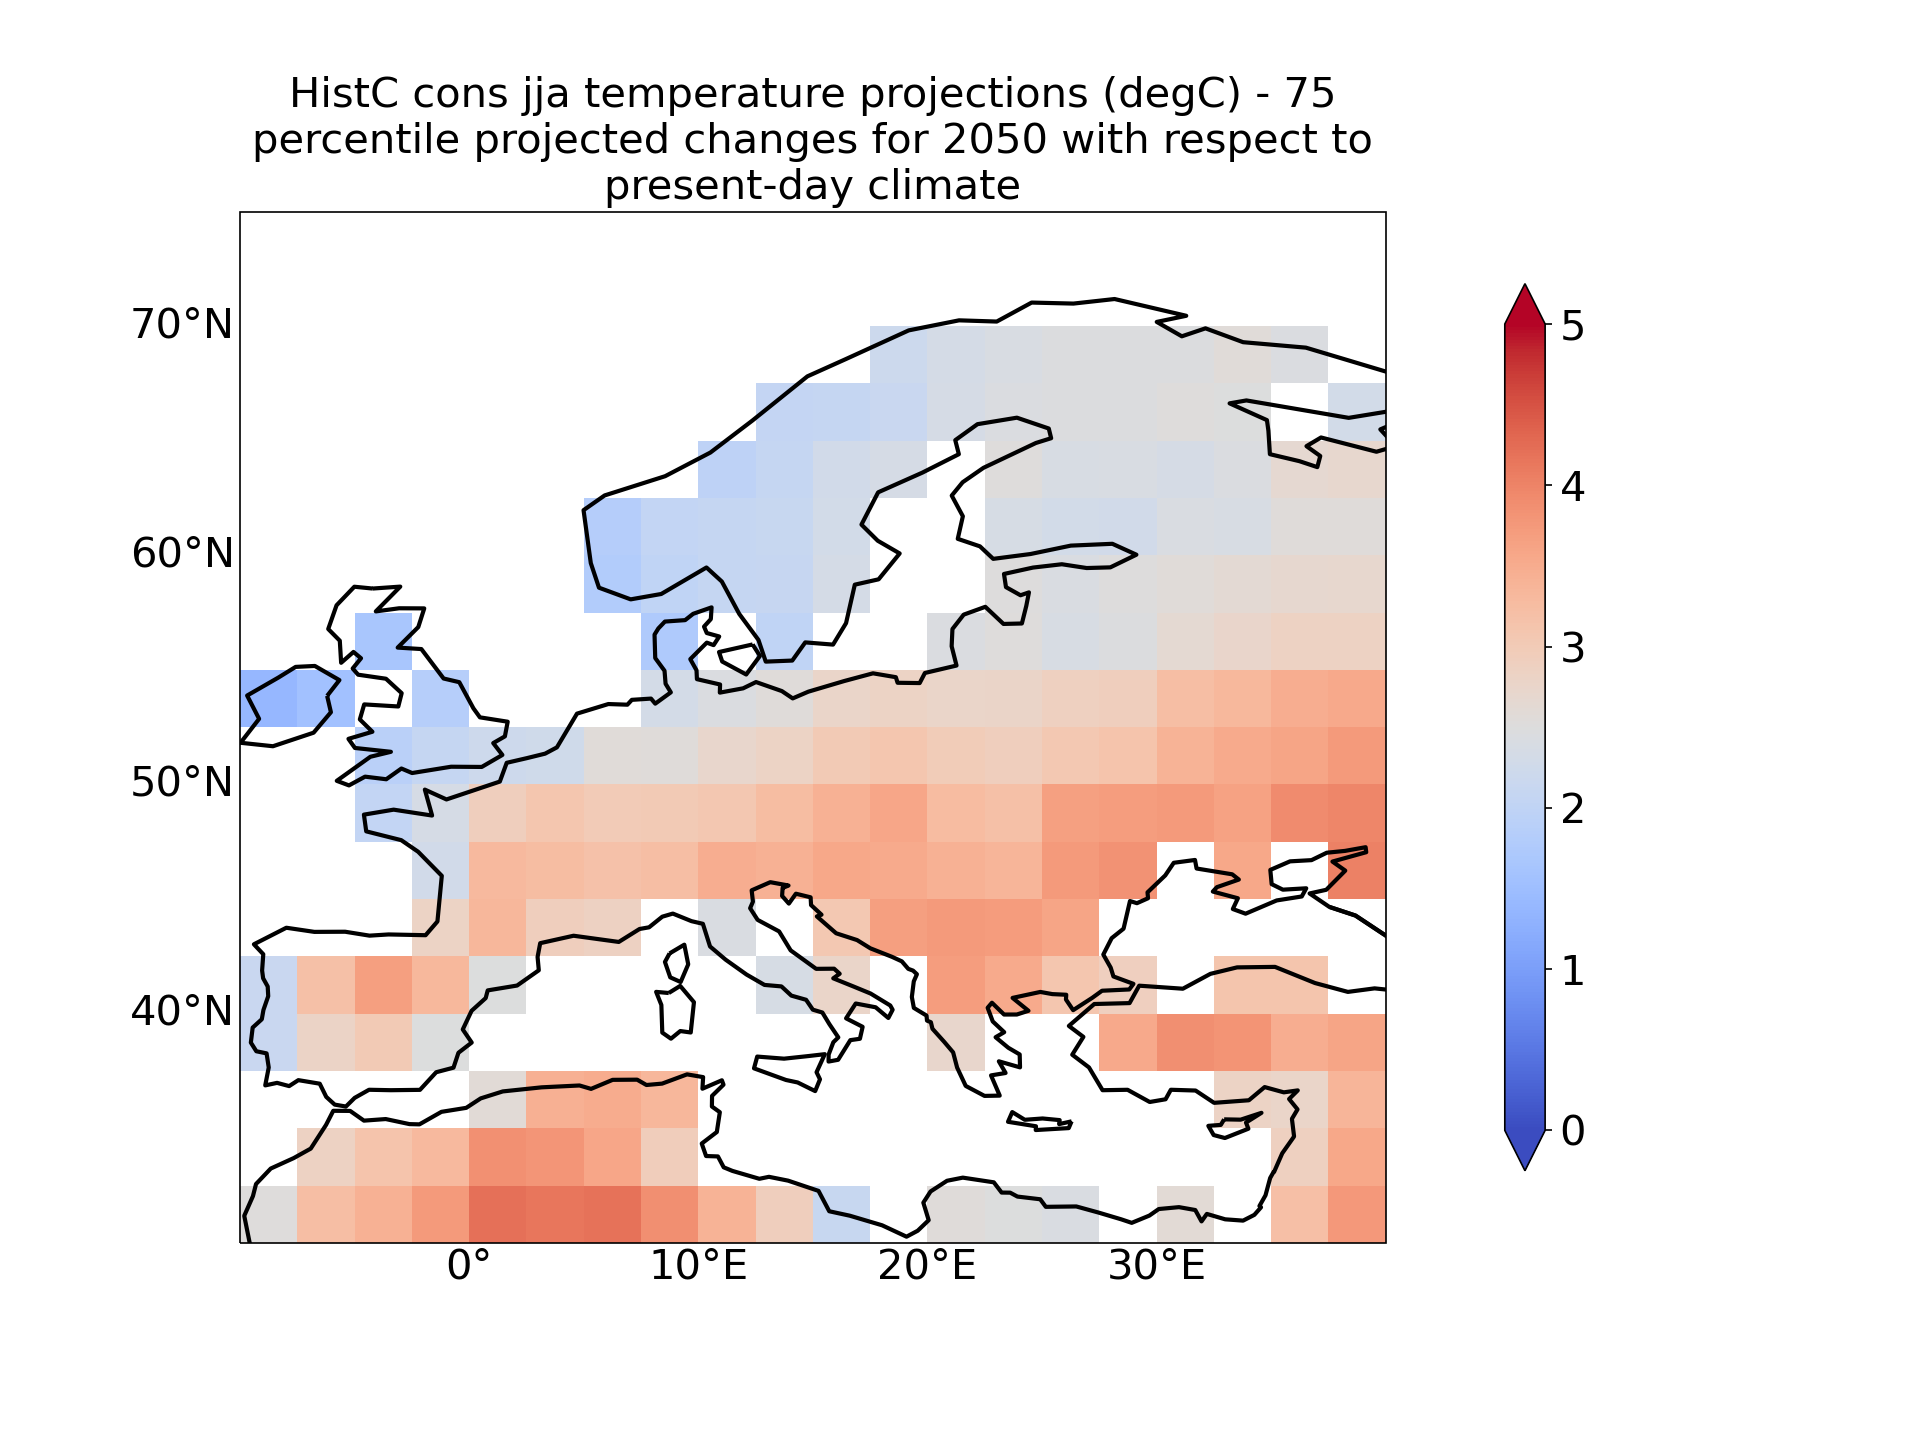 HistC cons jja temperature projections (degC) - 75
percentile projected changes for 2050 with respect to
present-day climate
70°N
60°N
50°N
40°N
0°
10°E
20°E
30°E
5
4
3
2
1
0